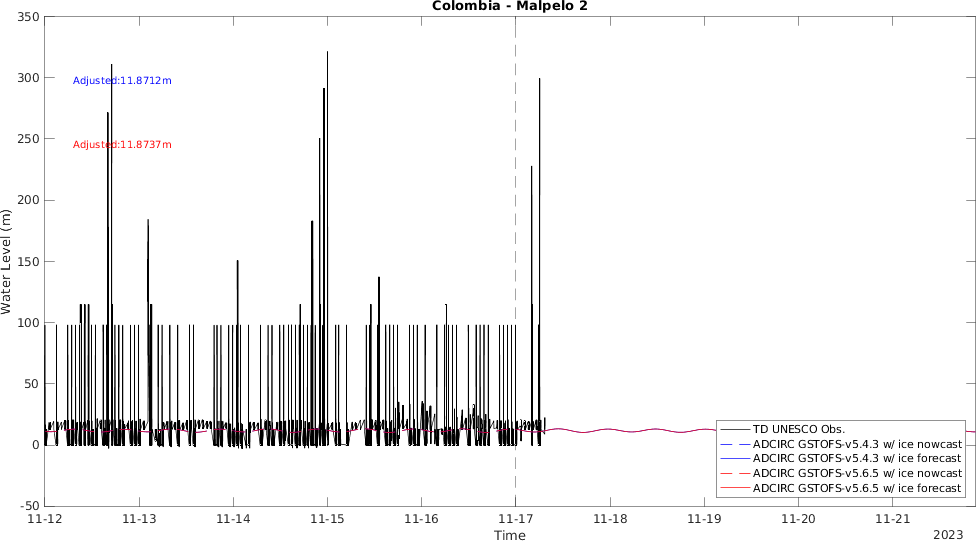 Colombia - Malpelo 2
350
300
250
200
150
100
50
0
-50
Water Level (m)
Adjusted:11.8712m
Adjusted:11.8737m
TD UNESCO Obs.
ADCIRC GSTOFS-v5.4.3 w/ ice nowcast
ADCIRC GSTOFS-v5.4.3 w/ ice forecast
ADCIRC GSTOFS-v5.6.5 w/ ice nowcast
ADCIRC GSTOFS-v5.6.5 w/ ice forecast
11-12 11-13 11-14 11-15 11-16 11-17 11-18 11-19 11-20 11-21
Time
2023